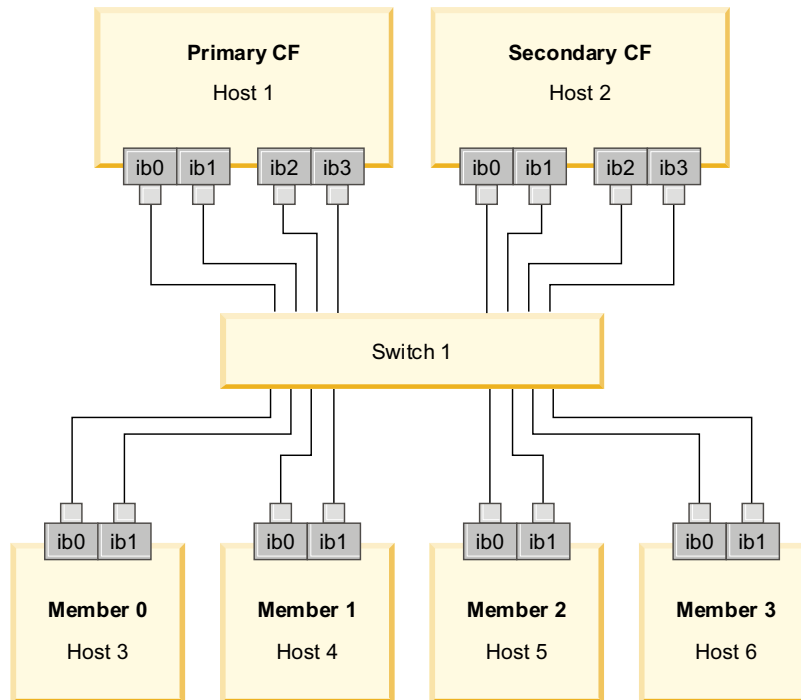 Primary CF
Host 1
ib0 ib1 ib2 ib3
Secondary CF
Host 2
ib0 ib1 ib2 ib3
Switch 1
ib0 ib1
Member 0
Host 3
ib0 ib1
Member 1
Host 4
ib0 ib1
Member 2
Host 5
ib0 ib1
Member 3
Host 6